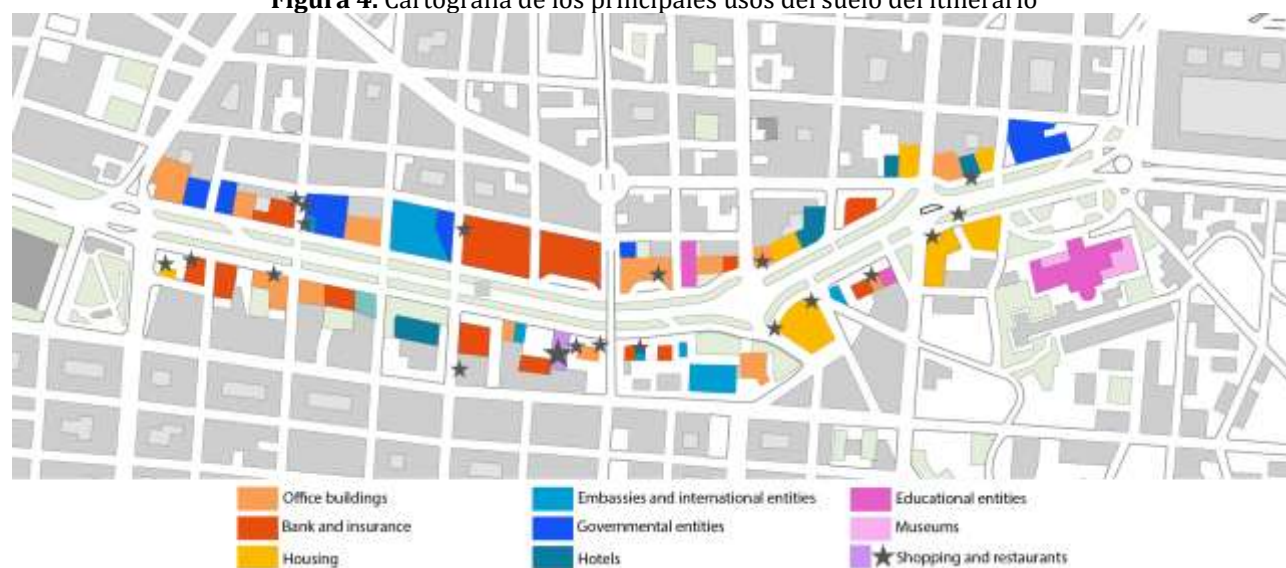 Figura 4. Cartografía de los principales usos del suelo del itinerario
Office buildings
Embassies and international entities
Educational entities
Bank and insurance
Governmental entities
Museums
Housing
Hotels
Shopping and restaurants